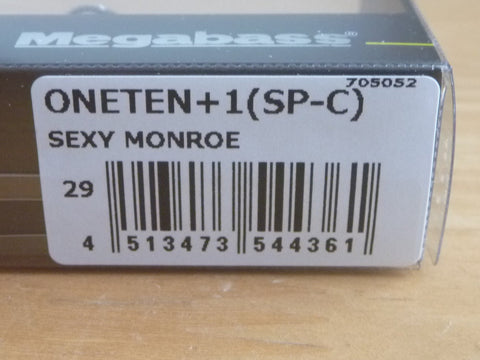 Megabass®
705052
ONETEN+1(SP-C)
SEXY MONROE
29
4 513473 544361